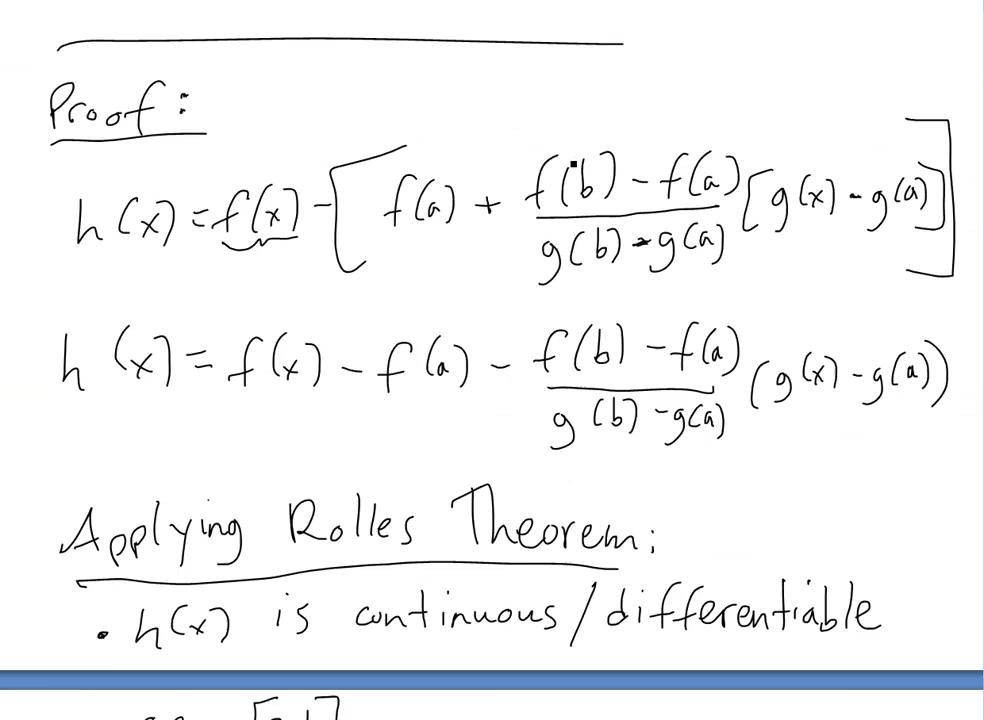 Proof:
h(x) = f(x) - [ f(a) + f(b) - f(a) / g(b) - g(a) [g(x) - g(a)] ]
h(x) = f(x) - f(a) - f(b) - f(a) / g(b) - g(a) (g(x) - g(a))
Applying Rolles Theorem:
• h(x) is continuous/differentiable